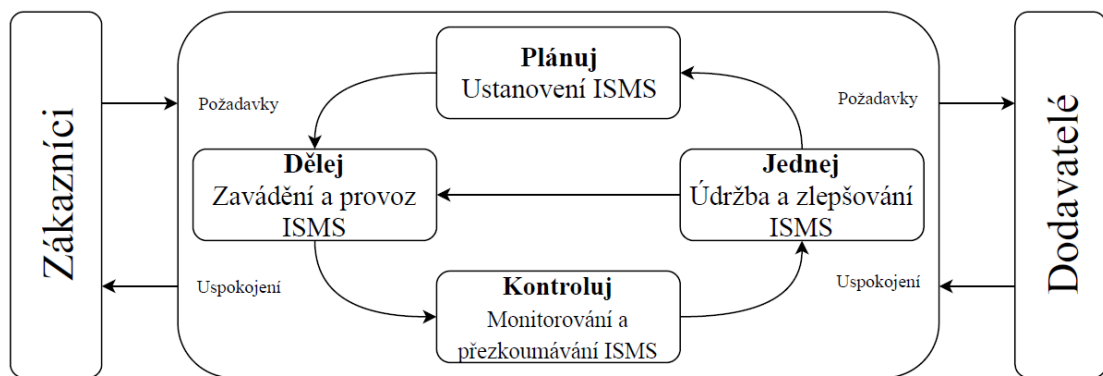 Zákazníci
Požadavky
Uspokojení
Plánuj
Ustanovení ISMS
Dělej
Zavádění a provoz
ISMS
Jednej
Údržba a zlepšování
ISMS
Kontroluj
Monitorování a
přezkoumávání ISMS
Požadavky
Uspokojení
Dodavatelé